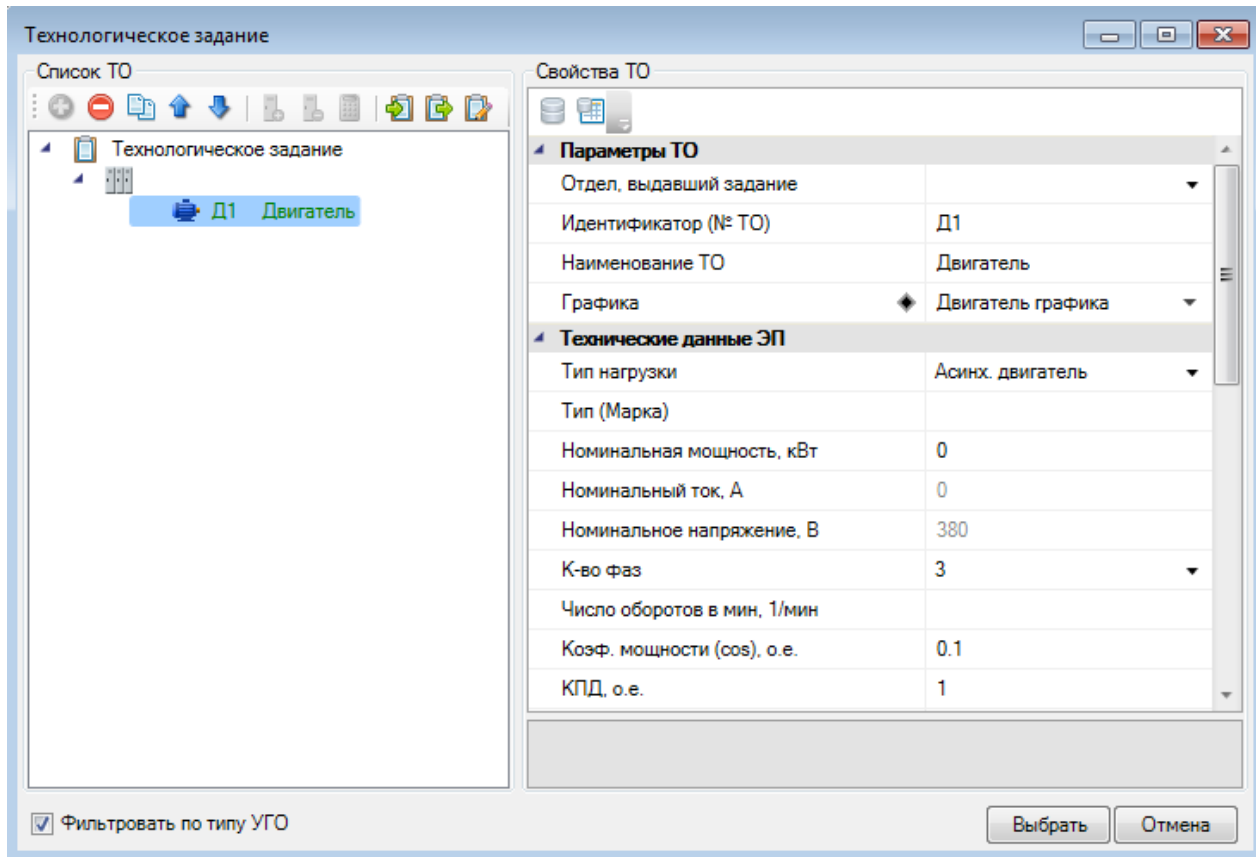 Технологическое задание
Список ТО
Технологическое задание
Д1 Двигатель
Свойства ТО
Параметры ТО
Отдел, выдавший задание
Идентификатор (№ ТО) Д1
Наименование ТО Двигатель
Графика Двигатель графика
Технические данные ЭП
Тип нагрузки Асинх. двигатель
Тип (Марка)
Номинальная мощность, кВт 0
Номинальный ток, А 0
Номинальное напряжение, В 380
К-во фаз 3
Число оборотов в мин, 1/мин
Коэф. мощности (cos), о.е. 0.1
КПД, о.е. 1
Фильтровать по типу УГО
Выбрать Отмена